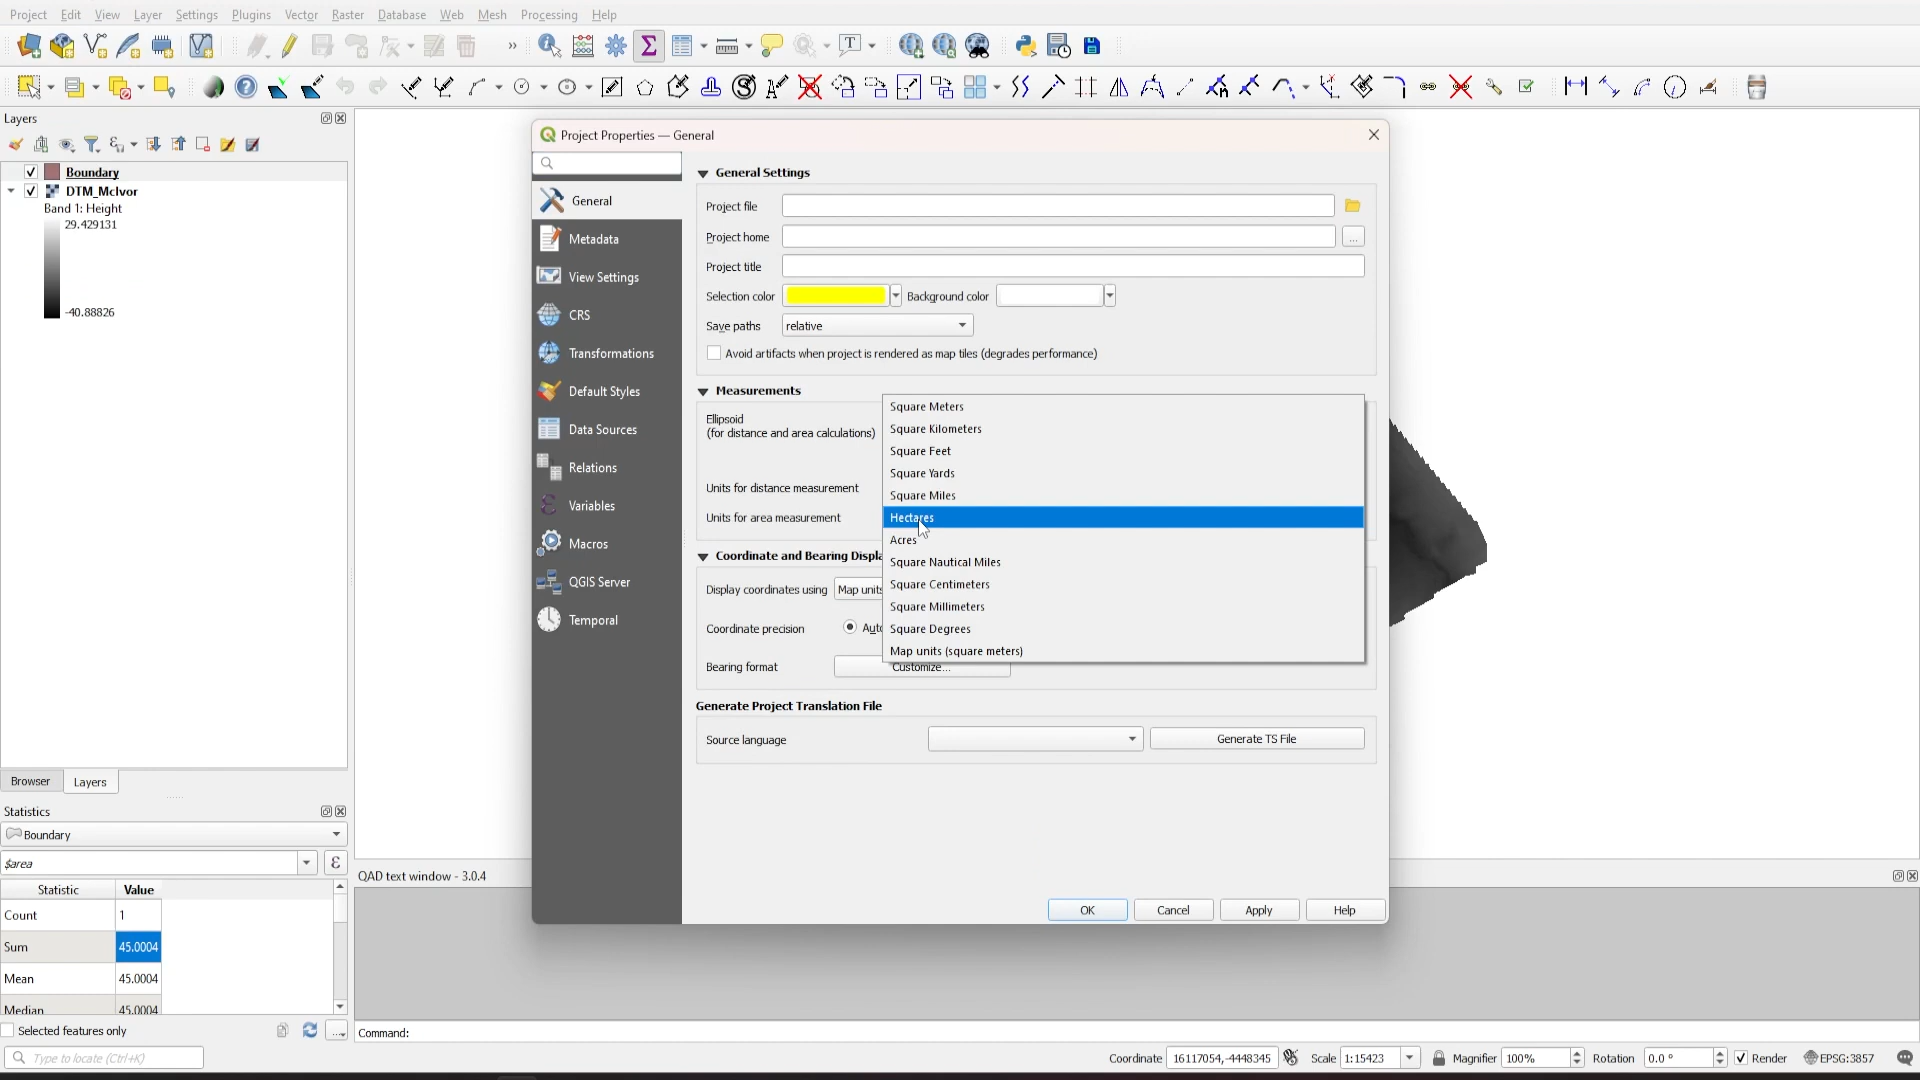 Project Edit View Layer Settings Plugins Vector Raster Database Web Mesh Processing Help
Layers
Boundary
DTM_McIvor
Band 1: Height
29.429131
-40.88826
Browser Layers
Statistics
Boundary
$area
Statistic Value
Count 1
Sum 45.0004
Mean 45.0004
Median 45.0004
Selected features only
Type to locate (Ctrl+K)
Project Properties — General
General
Metadata
View Settings
CRS
Transformations
Default Styles
Data Sources
Relations
Variables
Macros
QGIS Server
Temporal
General Settings
Project file
Project home
Project title
Selection color Background color
Save paths relative
Avoid artifacts when project is rendered as map tiles (degrades performance)
Measurements
Ellipsoid
(for distance and area calculations)
Units for distance measurement
Units for area measurement
Square Meters
Square Kilometers
Square Feet
Square Yards
Square Miles
Hectares
Acres
Square Nautical Miles
Square Centimeters
Square Millimeters
Square Degrees
Map units (square meters)
Coordinate and Bearing Displa
Display coordinates using Map units
Coordinate precision Auto
Bearing format Customize...
Generate Project Translation File
Source language Generate TS File
OK Cancel Apply Help
QAD text window - 3.0.4
Command:
Coordinate 16117054,-4448345 Scale 1:15423 Magnifier 100% Rotation 0.0 ° Render EPSG:3857